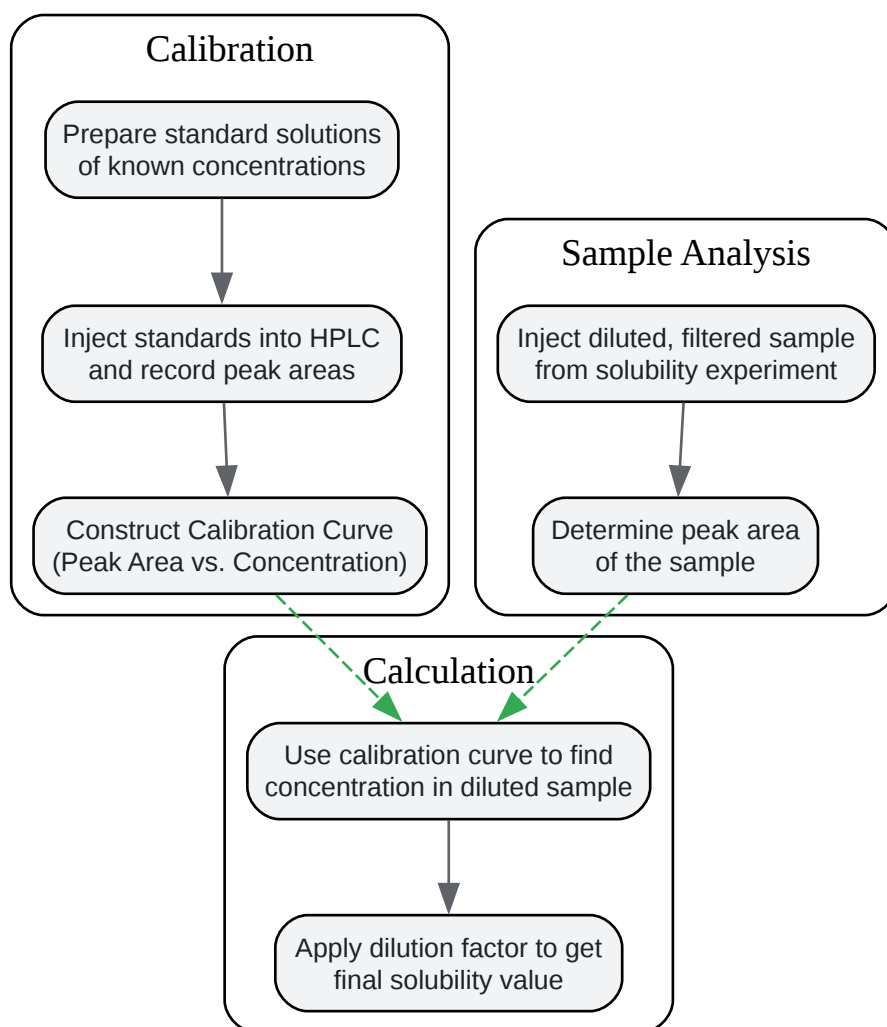 Calibration
Prepare standard solutions
of known concentrations
Inject standards into HPLC
and record peak areas
Construct Calibration Curve
(Peak Area vs. Concentration)
Sample Analysis
Inject diluted, filtered sample
from solubility experiment
Determine peak area
of the sample
Calculation
Use calibration curve to find
concentration in diluted sample
Apply dilution factor to get
final solubility value